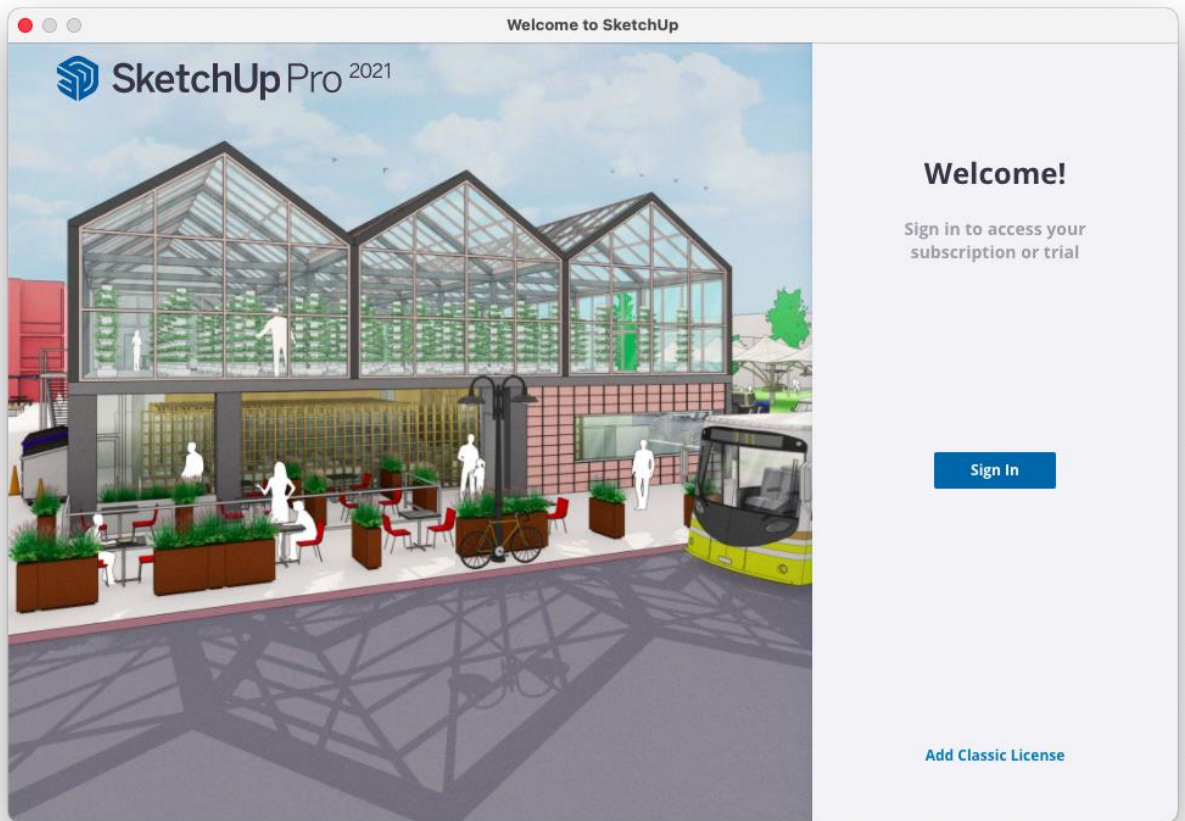 Welcome to SketchUp
SketchUp Pro 2021
Welcome!
Sign in to access your
subscription or trial
Sign In
Add Classic License